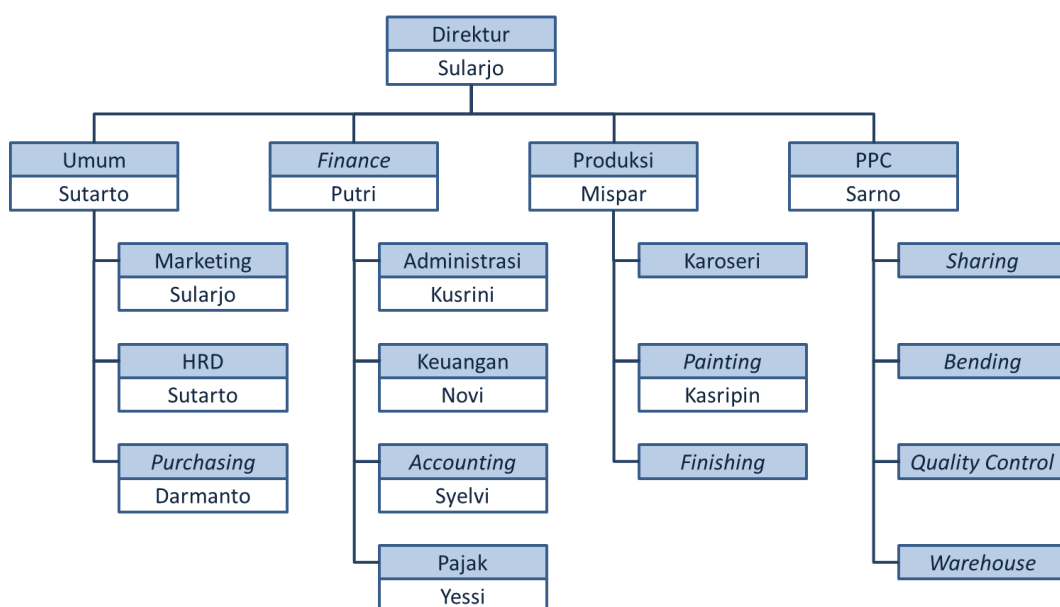 Direktur
Sularjo
Umum
Sutarto
Finance
Putri
Produksi
Mispar
PPC
Sarno
Marketing
Sularjo
HRD
Sutarto
Purchasing
Darmanto
Administrasi
Kusrini
Keuangan
Novi
Accounting
Syelvi
Pajak
Yessi
Karoseri
Painting
Kasripin
Finishing
Sharing
Bending
Quality Control
Warehouse